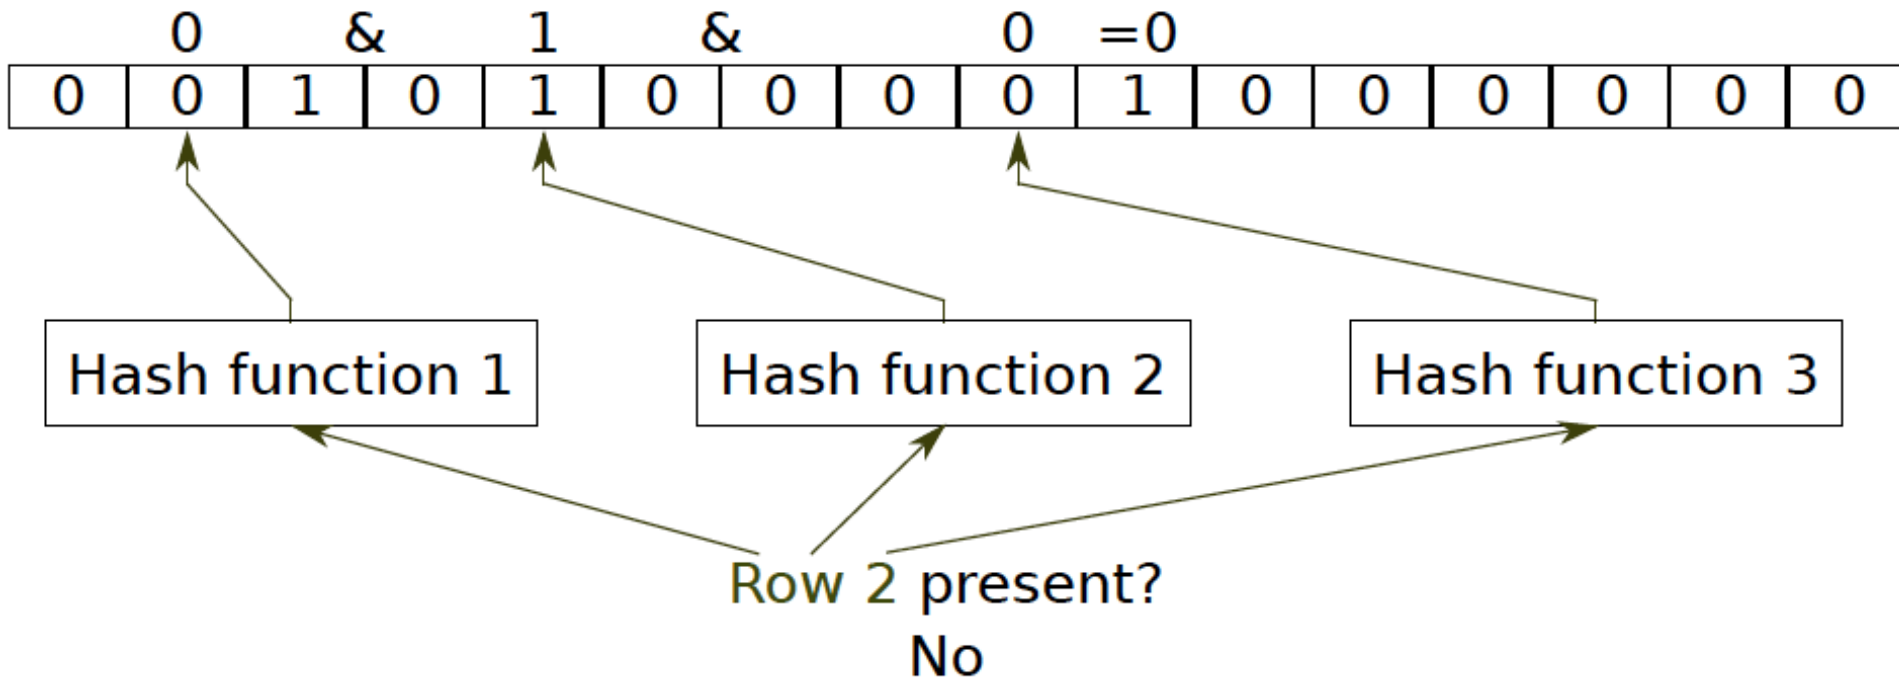 0 & 1 & 0 =0
0 0 1 0 1 0 0 0 0 1 0 0 0 0 0 0
Hash function 1 Hash function 2 Hash function 3
Row 2 present?
No